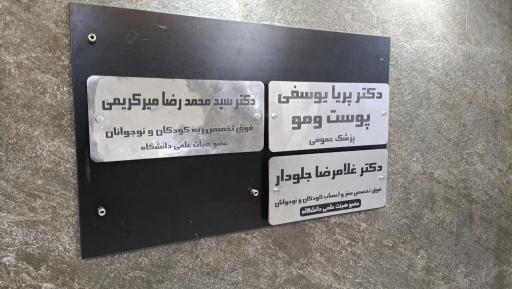 دکتر پریا یوسفی
پوست ومو
پزشک عمومی
دکتر سید محمد رضا میرکریمی
فوق تخصص ریه کودکان و نوجوانان
عضو هیات علمی دانشگاه
دکتر غلامرضا جلودار
فوق تخصص مغز و اعصاب کودکان و نوجوانان
عضو هیات علمی دانشگاه